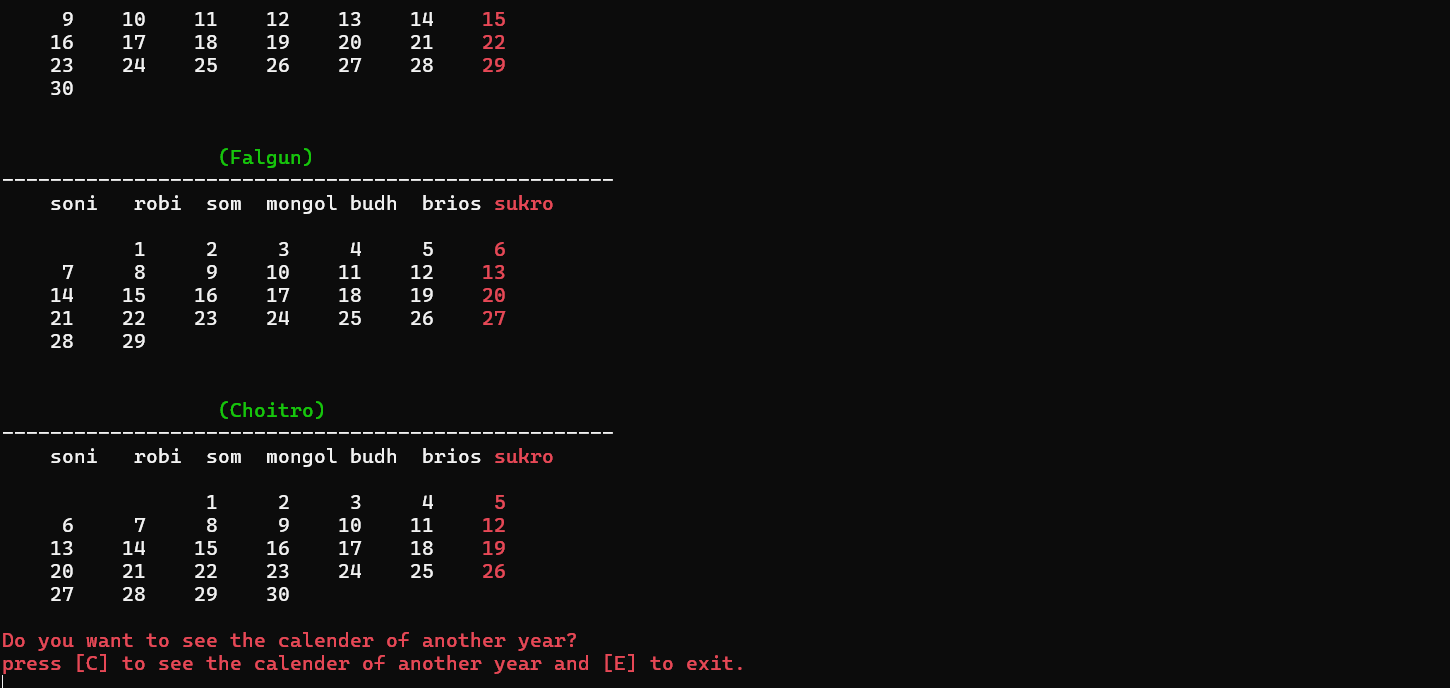 9    10    11    12    13    14    15
    16    17    18    19    20    21    22
    23    24    25    26    27    28    29
    30
                  (Falgun)
---------------------------------------------------
    soni   robi  som  mongol budh  brios sukro
           1     2     3     4     5     6
     7     8     9    10    11    12    13
    14    15    16    17    18    19    20
    21    22    23    24    25    26    27
    28    29
                  (Choitro)
---------------------------------------------------
    soni   robi  som  mongol budh  brios sukro
                 1     2     3     4     5
     6     7     8     9    10    11    12
    13    14    15    16    17    18    19
    20    21    22    23    24    25    26
    27    28    29    30
Do you want to see the calender of another year?
press [C] to see the calender of another year and [E] to exit.